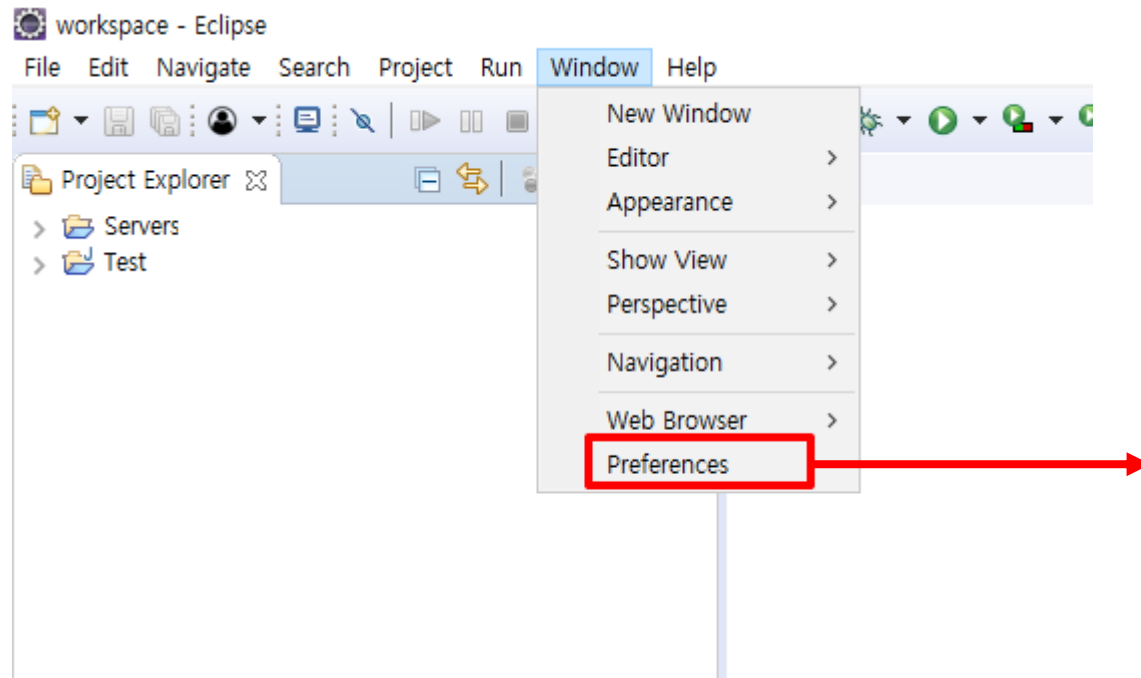 workspace - Eclipse
File Edit Navigate Search Project Run Window Help
New Window
Editor
Appearance
Show View
Perspective
Navigation
Web Browser
Preferences
Project Explorer
Servers
Test